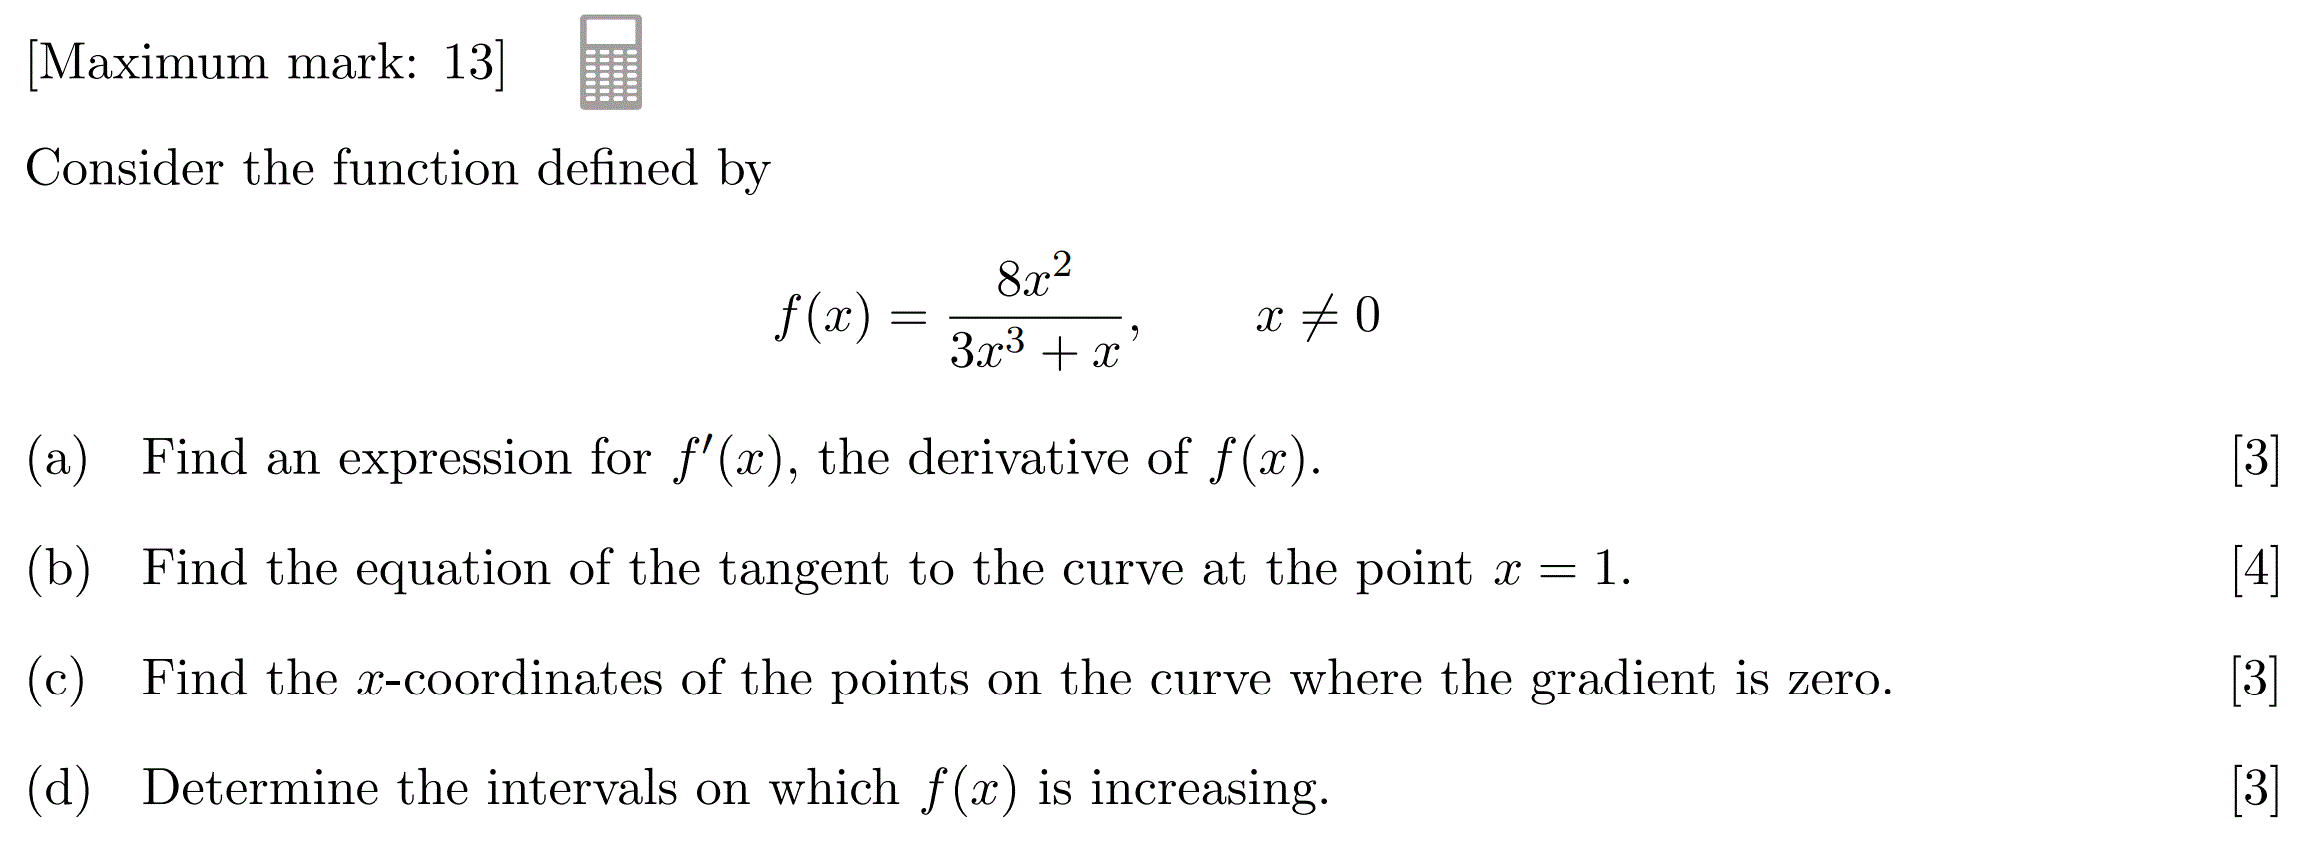 [Maximum mark: 13]
Consider the function defined by
f(x) = \frac{8x^2}{3x^3 + x}, x ≠ 0
(a) Find an expression for f′(x), the derivative of f(x). [3]
(b) Find the equation of the tangent to the curve at the point x = 1. [4]
(c) Find the x-coordinates of the points on the curve where the gradient is zero. [3]
(d) Determine the intervals on which f(x) is increasing. [3]